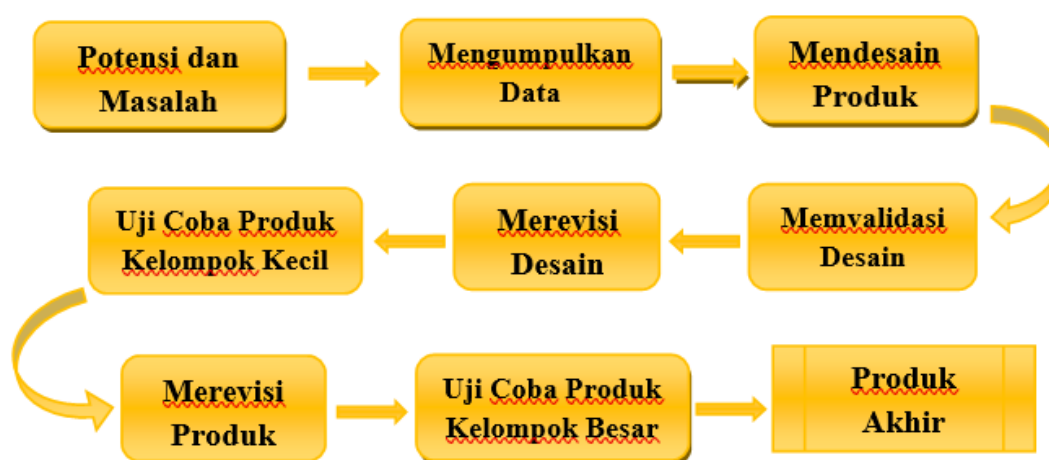 Potensi dan
Masalah
Mengumpulkan
Data
Mendesain
Produk
Memvalidasi
Desain
Merevisi
Desain
Uji Coba Produk
Kelompok Kecil
Merevisi
Produk
Uji Coba Produk
Kelompok Besar
Produk
Akhir